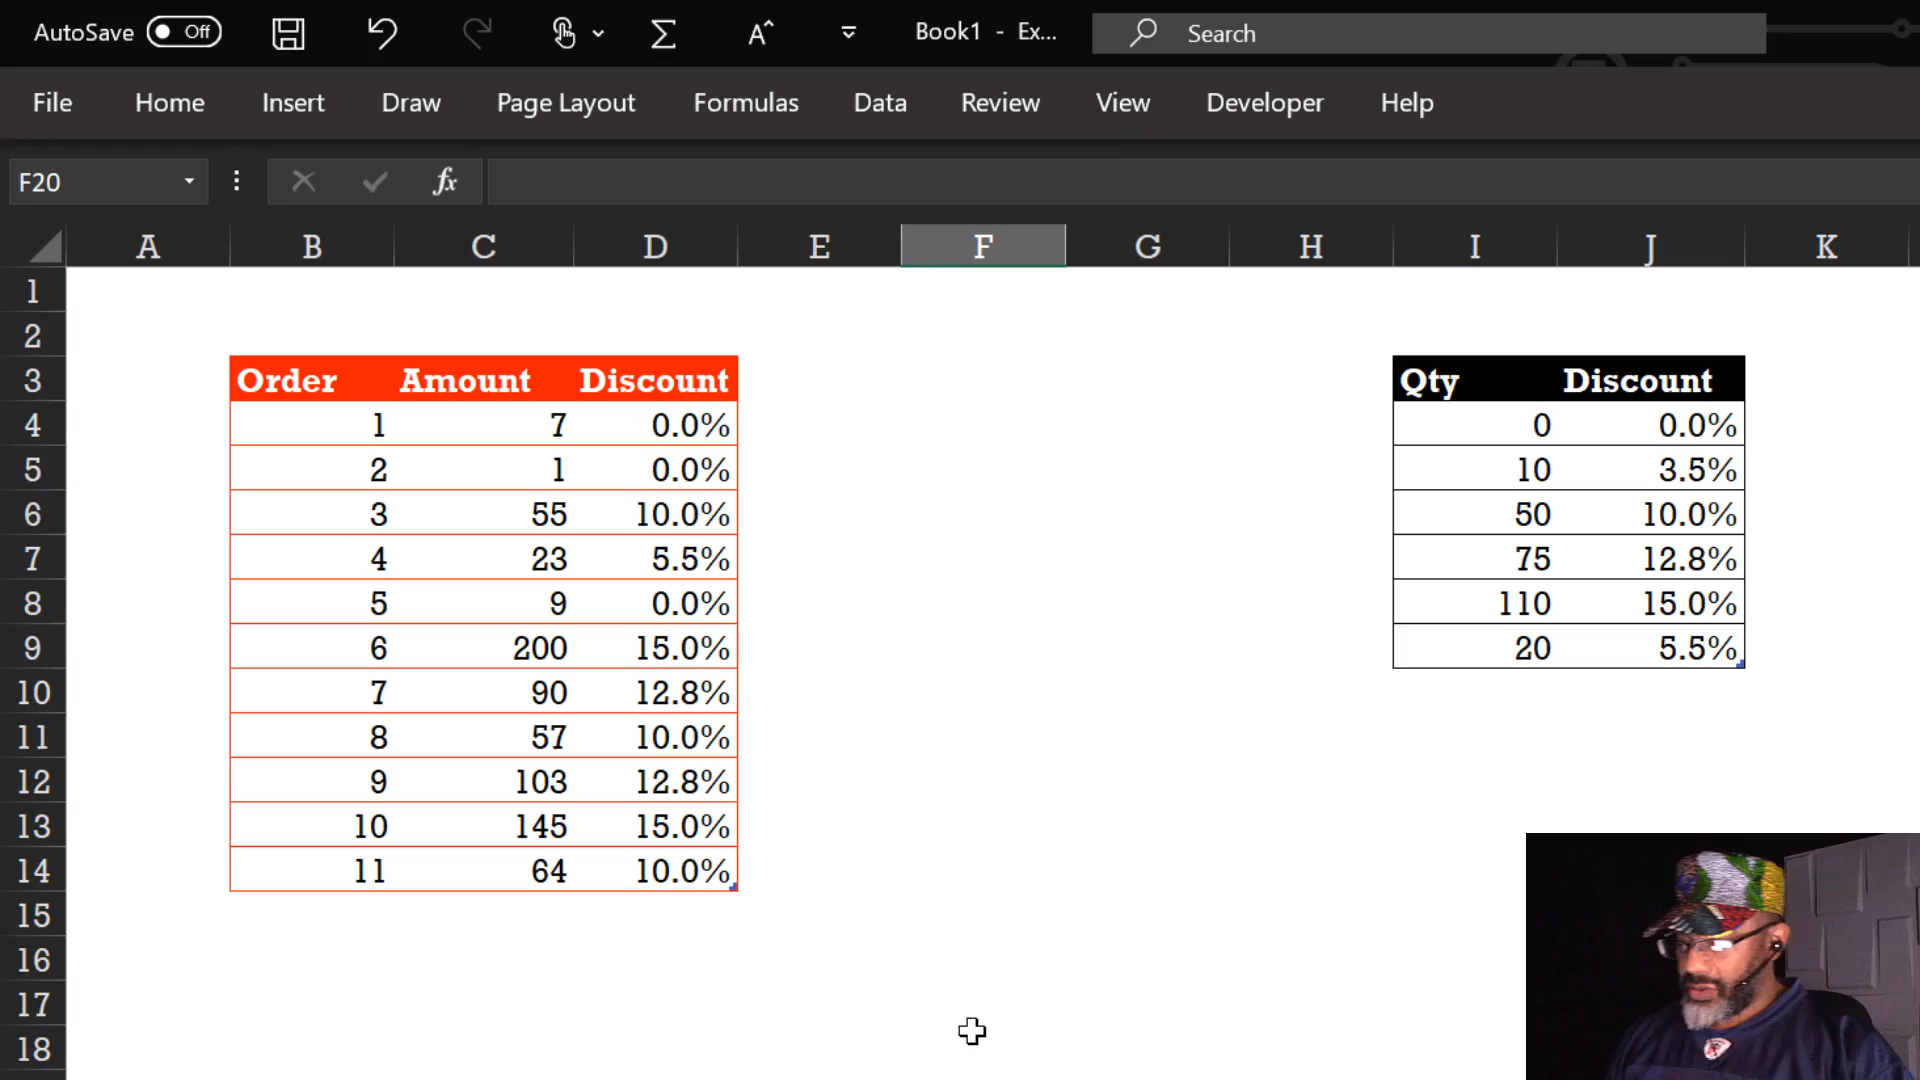 AutoSave Off Book1 - Ex... Search
File Home Insert Draw Page Layout Formulas Data Review View Developer Help
F20 fx
A B C D E F G H I J K
1
2
3 Order Amount Discount Qty Discount
4 1 7 0.0% 0 0.0%
5 2 1 0.0% 10 3.5%
6 3 55 10.0% 50 10.0%
7 4 23 5.5% 75 12.8%
8 5 9 0.0% 110 15.0%
9 6 200 15.0% 20 5.5%
10 7 90 12.8%
11 8 57 10.0%
12 9 103 12.8%
13 10 145 15.0%
14 11 64 10.0%
15
16
17
18